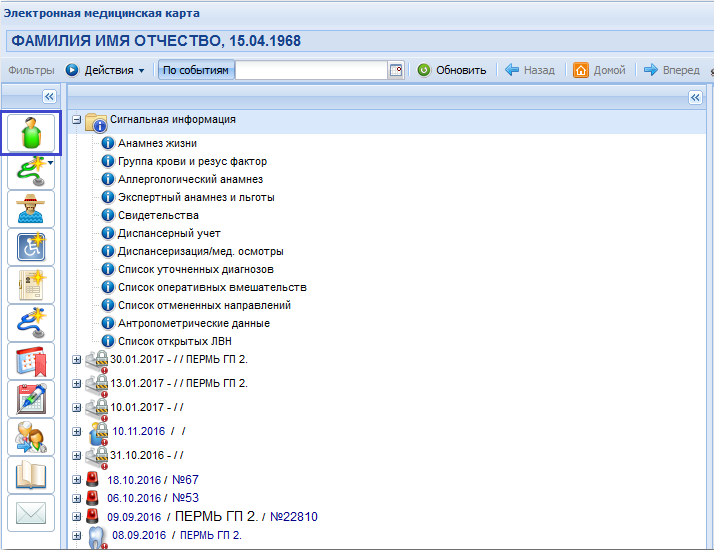 Электронная медицинская карта
ФАМИЛИЯ ИМЯ ОТЧЕСТВО, 15.04.1968
Фильтры Действия По событиям Обновить Назад Домой Вперед
Сигнальная информация
Анамнез жизни
Группа крови и резус фактор
Аллергологический анамнез
Экспертный анамнез и льготы
Свидетельства
Диспансерный учет
Диспансеризация/мед. осмотры
Список уточненных диагнозов
Список оперативных вмешательств
Список отмененных направлений
Антропометрические данные
Список открытых ЛВН
30.01.2017 - / / ПЕРМЬ ГП 2.
13.01.2017 - / / ПЕРМЬ ГП 2.
10.01.2017 - / /
10.11.2016 / /
31.10.2016 - / /
18.10.2016 / №67
06.10.2016 / №53
09.09.2016 / ПЕРМЬ ГП 2. / №22810
08.09.2016 / ПЕРМЬ ГП 2.